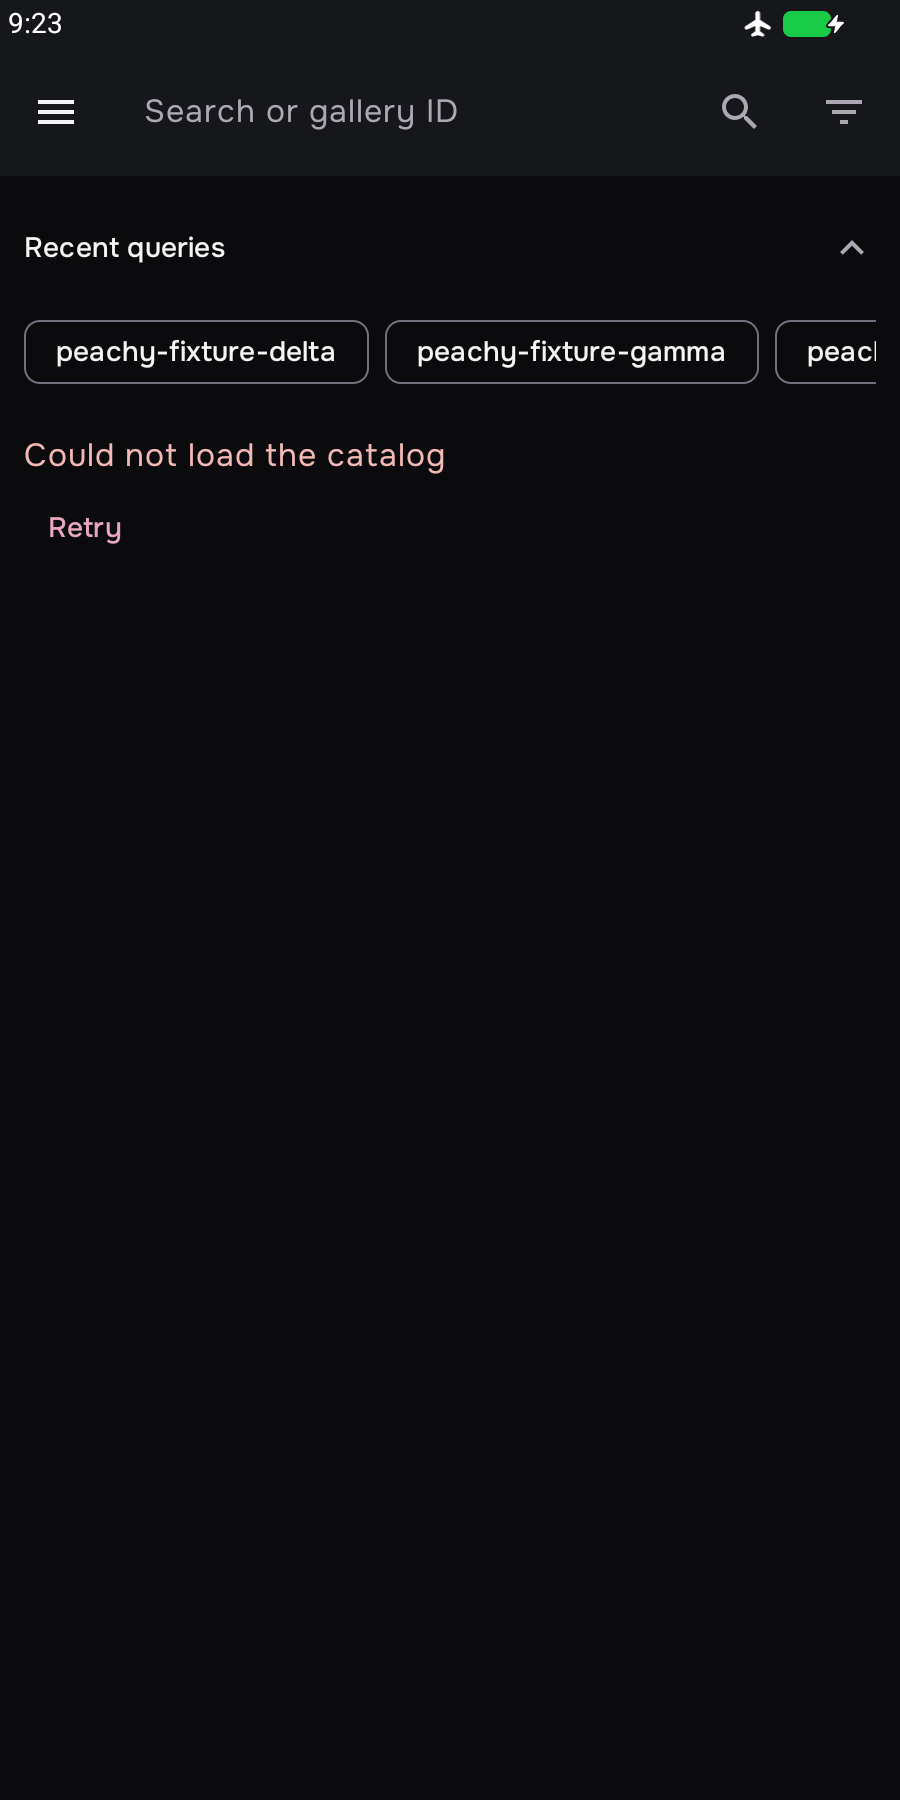 9:23
Search or gallery ID
Recent queries
peachy-fixture-delta
peachy-fixture-gamma
peac
Could not load the catalog
Retry